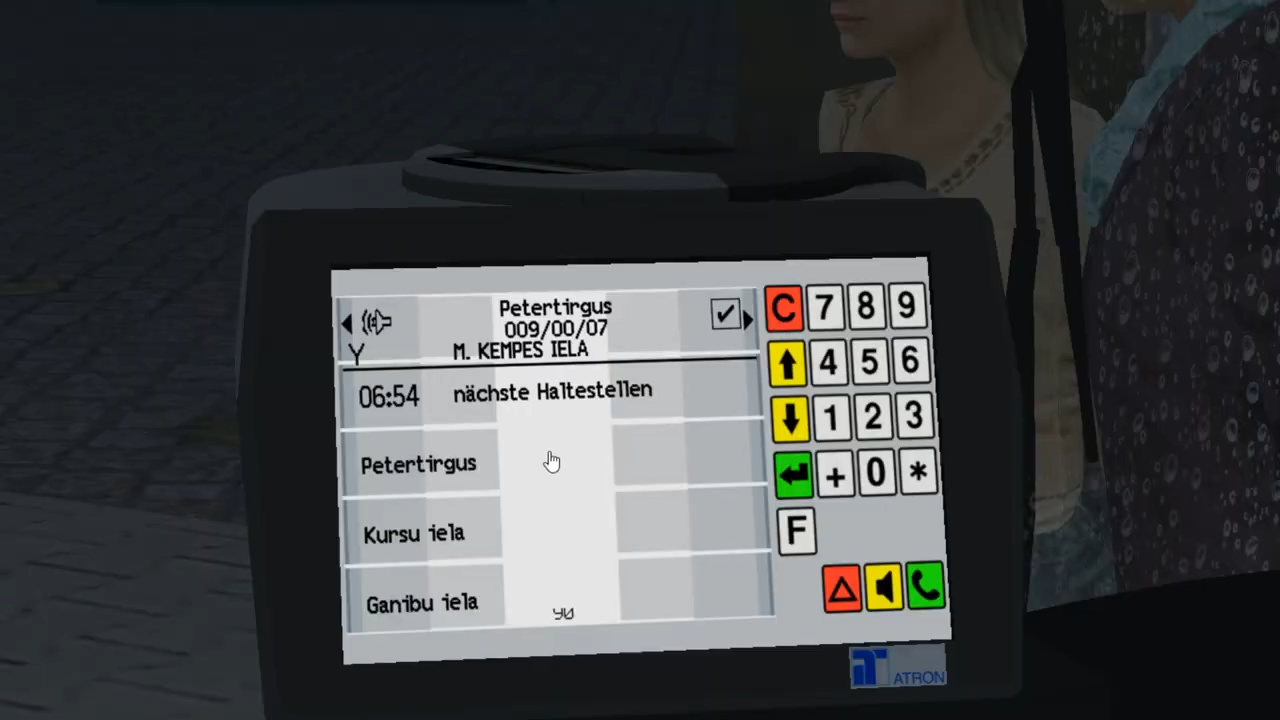 Petertirgus
009/00/07
Y M. KEMPES IELA
06:54 nächste Haltestellen
Petertirgus
Kursu iela
Ganibu iela
C 7 8 9
4 5 6
1 2 3
+ 0 *
F
ATRON